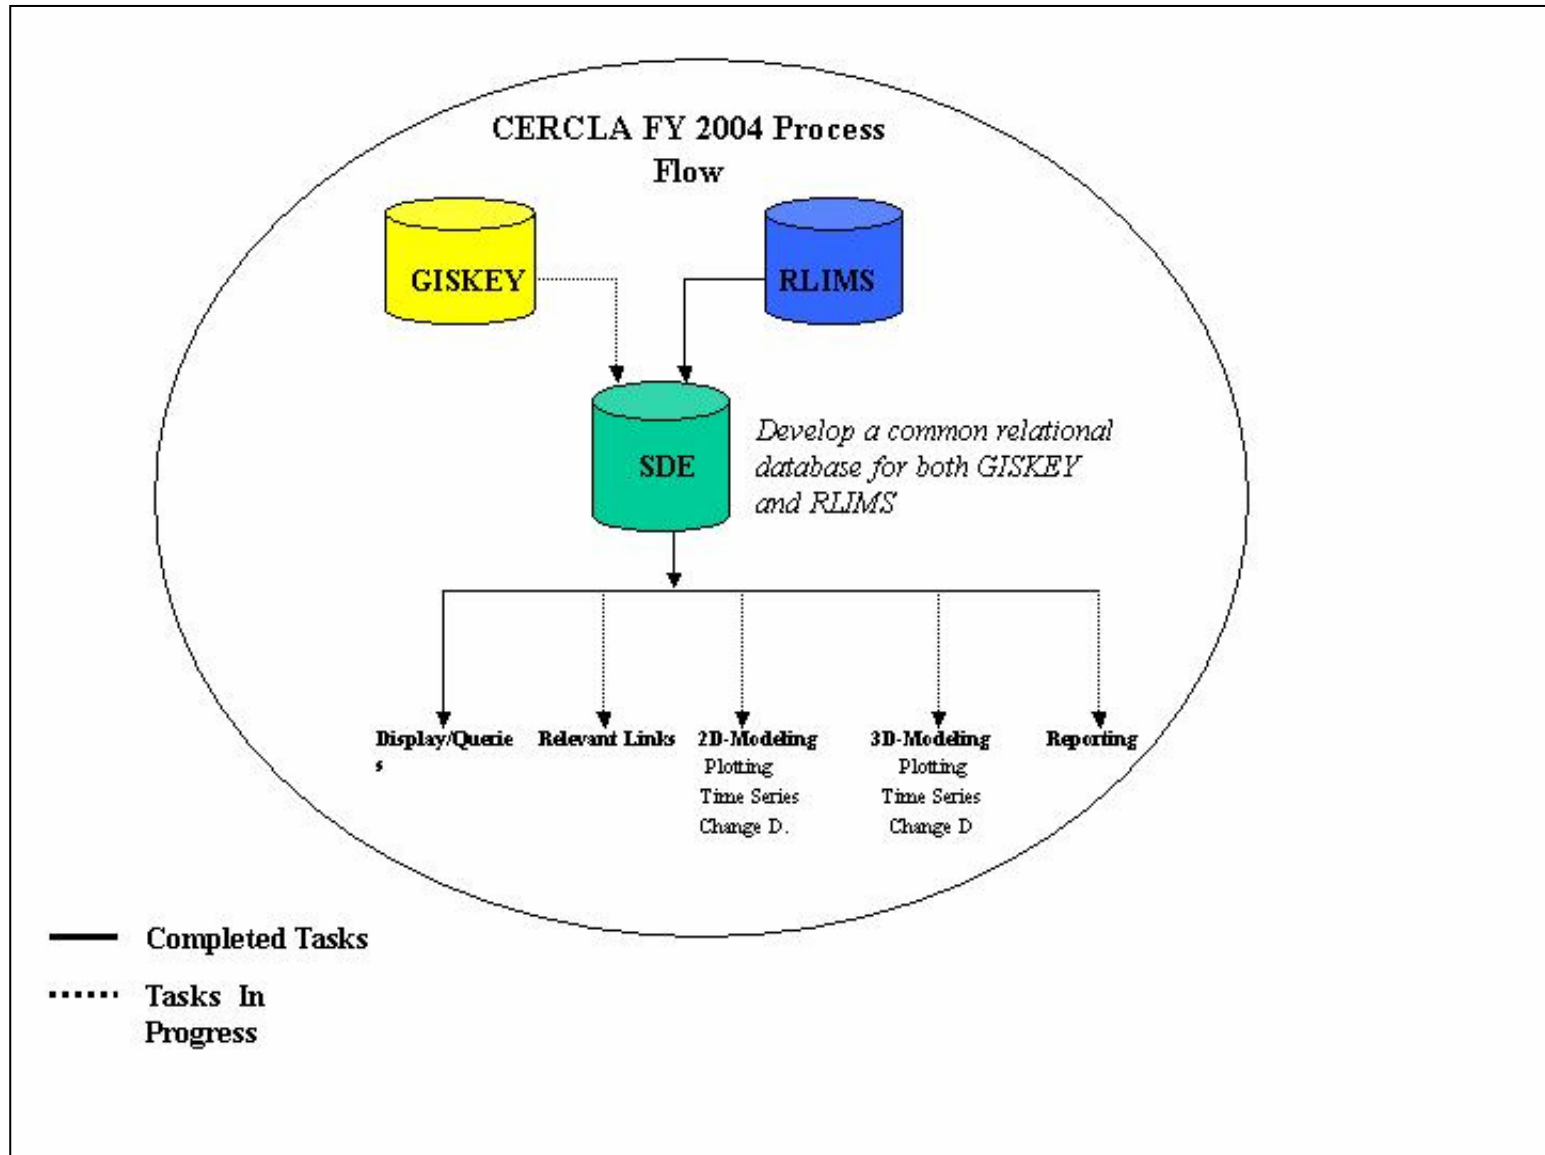 CERCLA FY 2004 Process
Flow
GISKEY
RLIMS
SDE
Develop a common relational
database for both GISKEY
and RLIMS
Display/Querie
s
Relevant Links
2D-Modeling
Plotting
Time Series
Change D.
3D-Modeling
Plotting
Time Series
Change D
Reporting
Completed Tasks
Tasks In
Progress